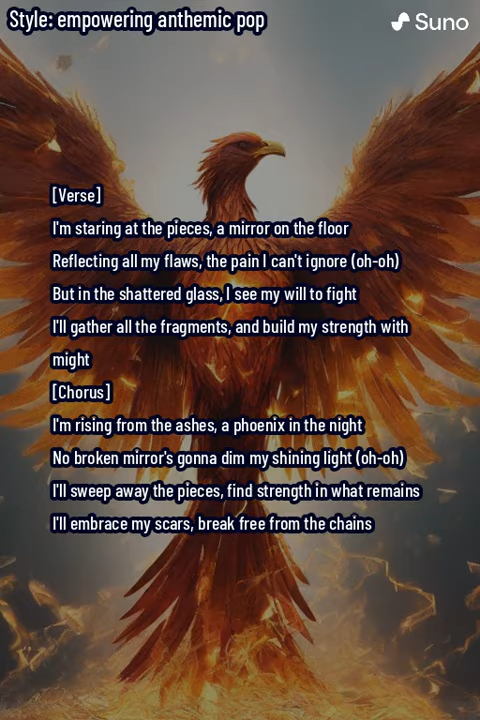 Style: empowering anthemic pop
Suno
[Verse]
I'm staring at the pieces, a mirror on the floor
Reflecting all my flaws, the pain I can't ignore (oh-oh)
But in the shattered glass, I see my will to fight
I'll gather all the fragments, and build my strength with
might
[Chorus]
I'm rising from the ashes, a phoenix in the night
No broken mirror's gonna dim my shining light (oh-oh)
I'll sweep away the pieces, find strength in what remains
I'll embrace my scars, break free from the chains